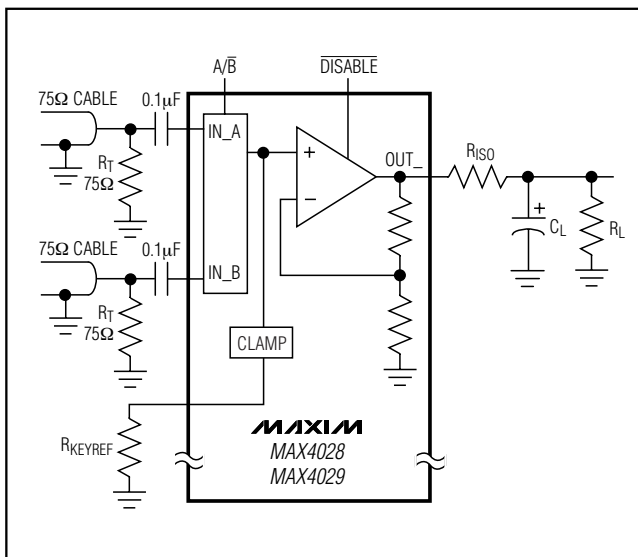 A/B̅
D̅I̅S̅A̅B̅L̅E̅
75Ω CABLE
0.1µF
IN_A
RT
75Ω
+
−
OUT_
RISO
+
CL
RL
75Ω CABLE
0.1µF
IN_B
RT
75Ω
CLAMP
RKEYREF
MAXIM
MAX4028
MAX4029